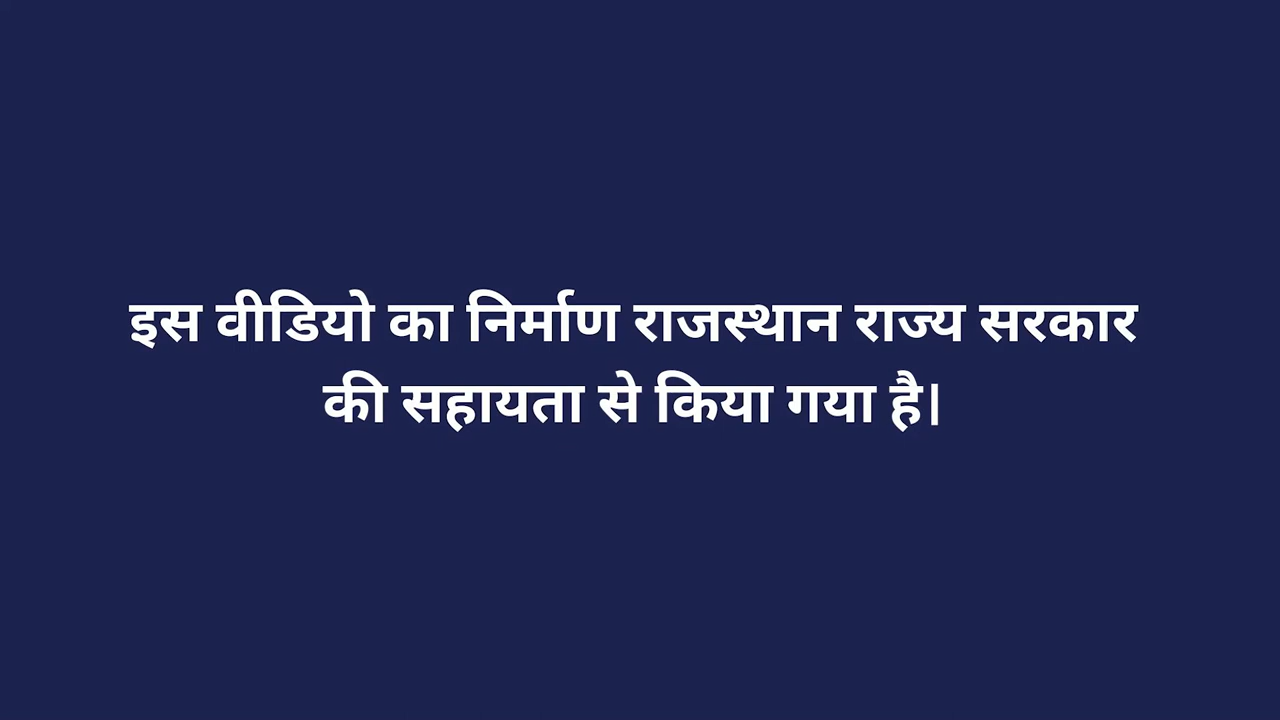 इस वीडियो का निर्माण राजस्थान राज्य सरकार
की सहायता से किया गया है।